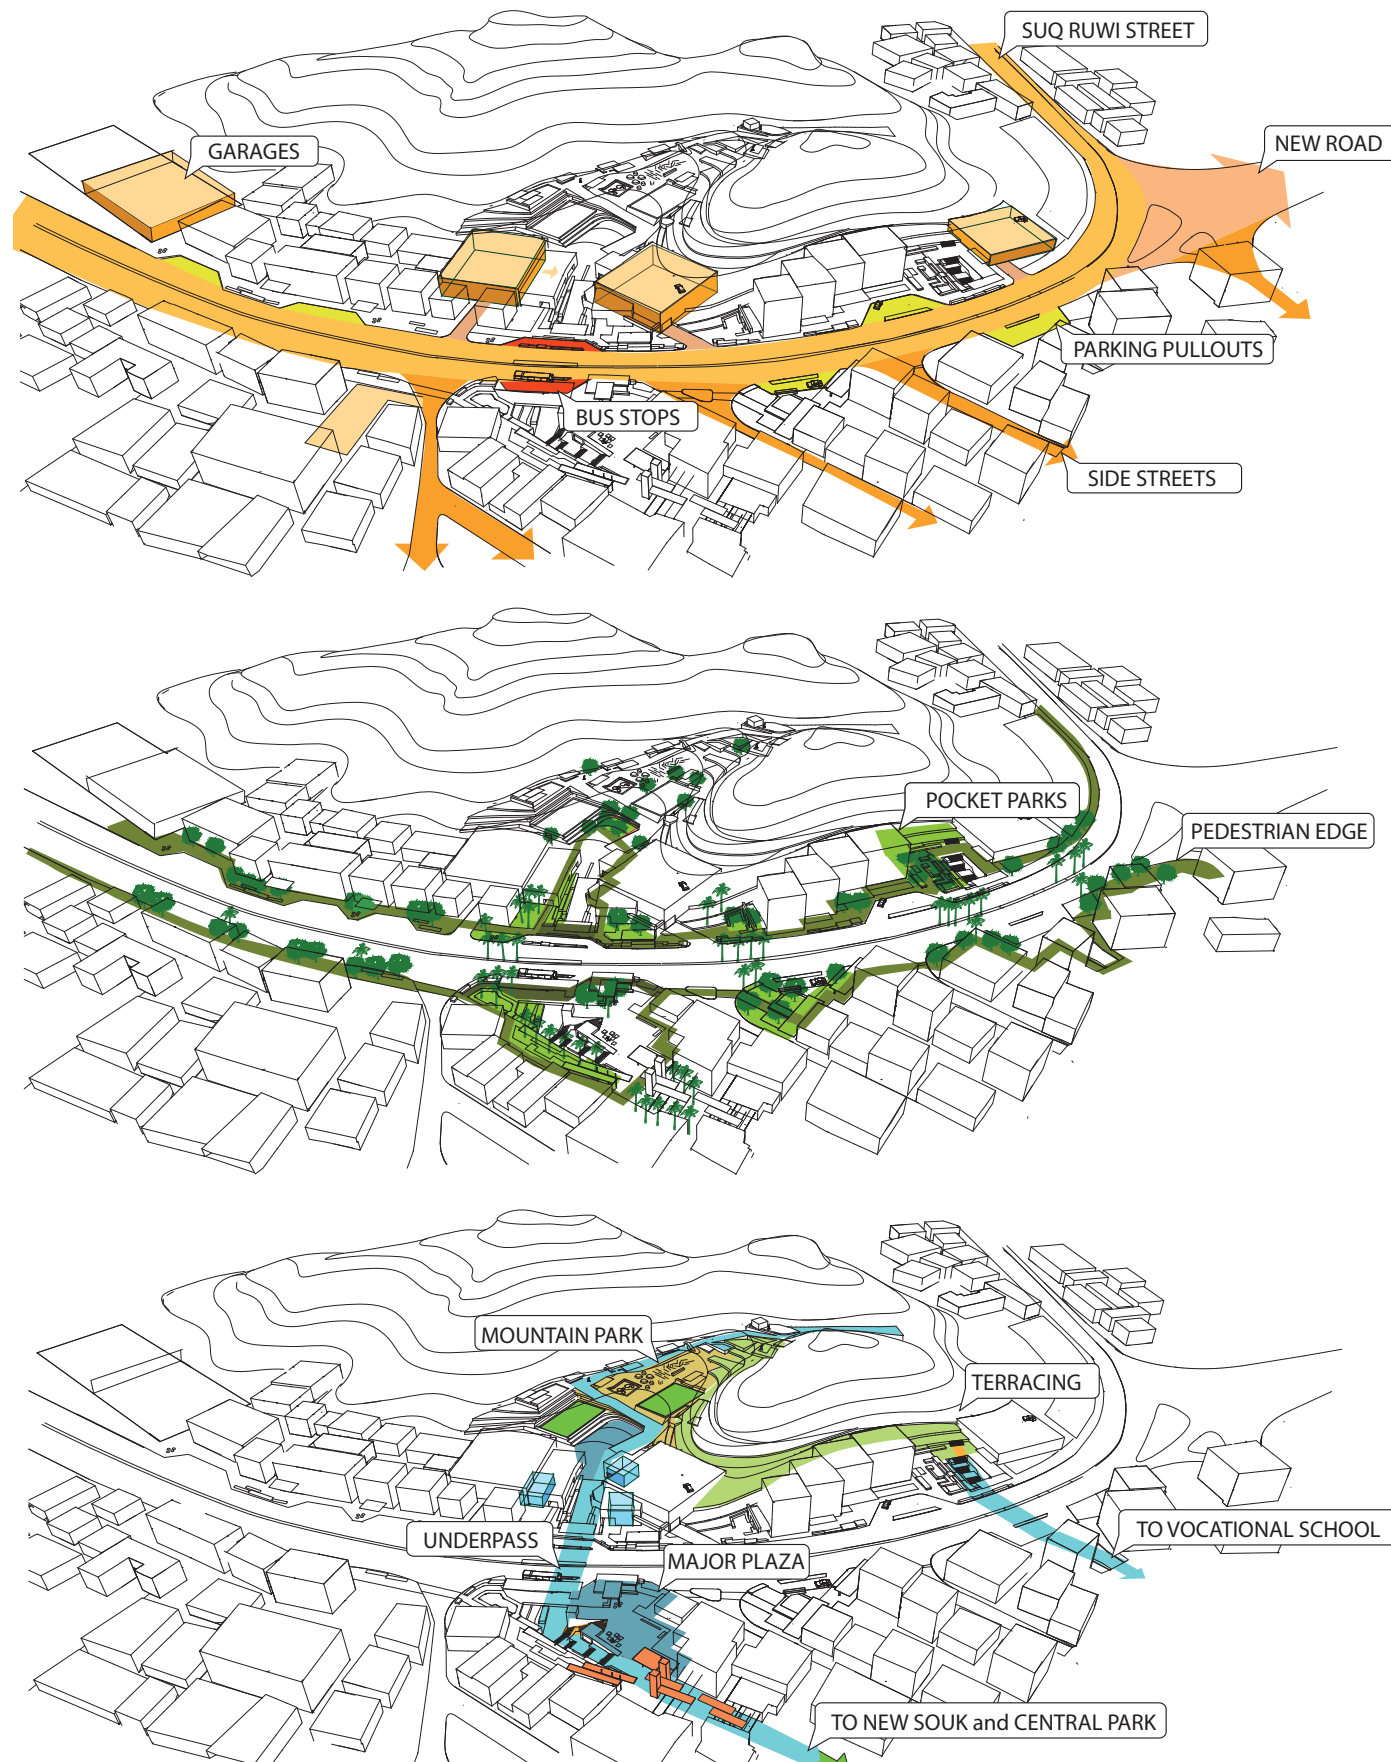 SUQ RUWI STREET
GARAGES
NEW ROAD
PARKING PULLOUTS
BUS STOPS
SIDE STREETS
POCKET PARKS
PEDESTRIAN EDGE
MOUNTAIN PARK
TERRACING
UNDERPASS
TO VOCATIONAL SCHOOL
MAJOR PLAZA
TO NEW SOUK and CENTRAL PARK